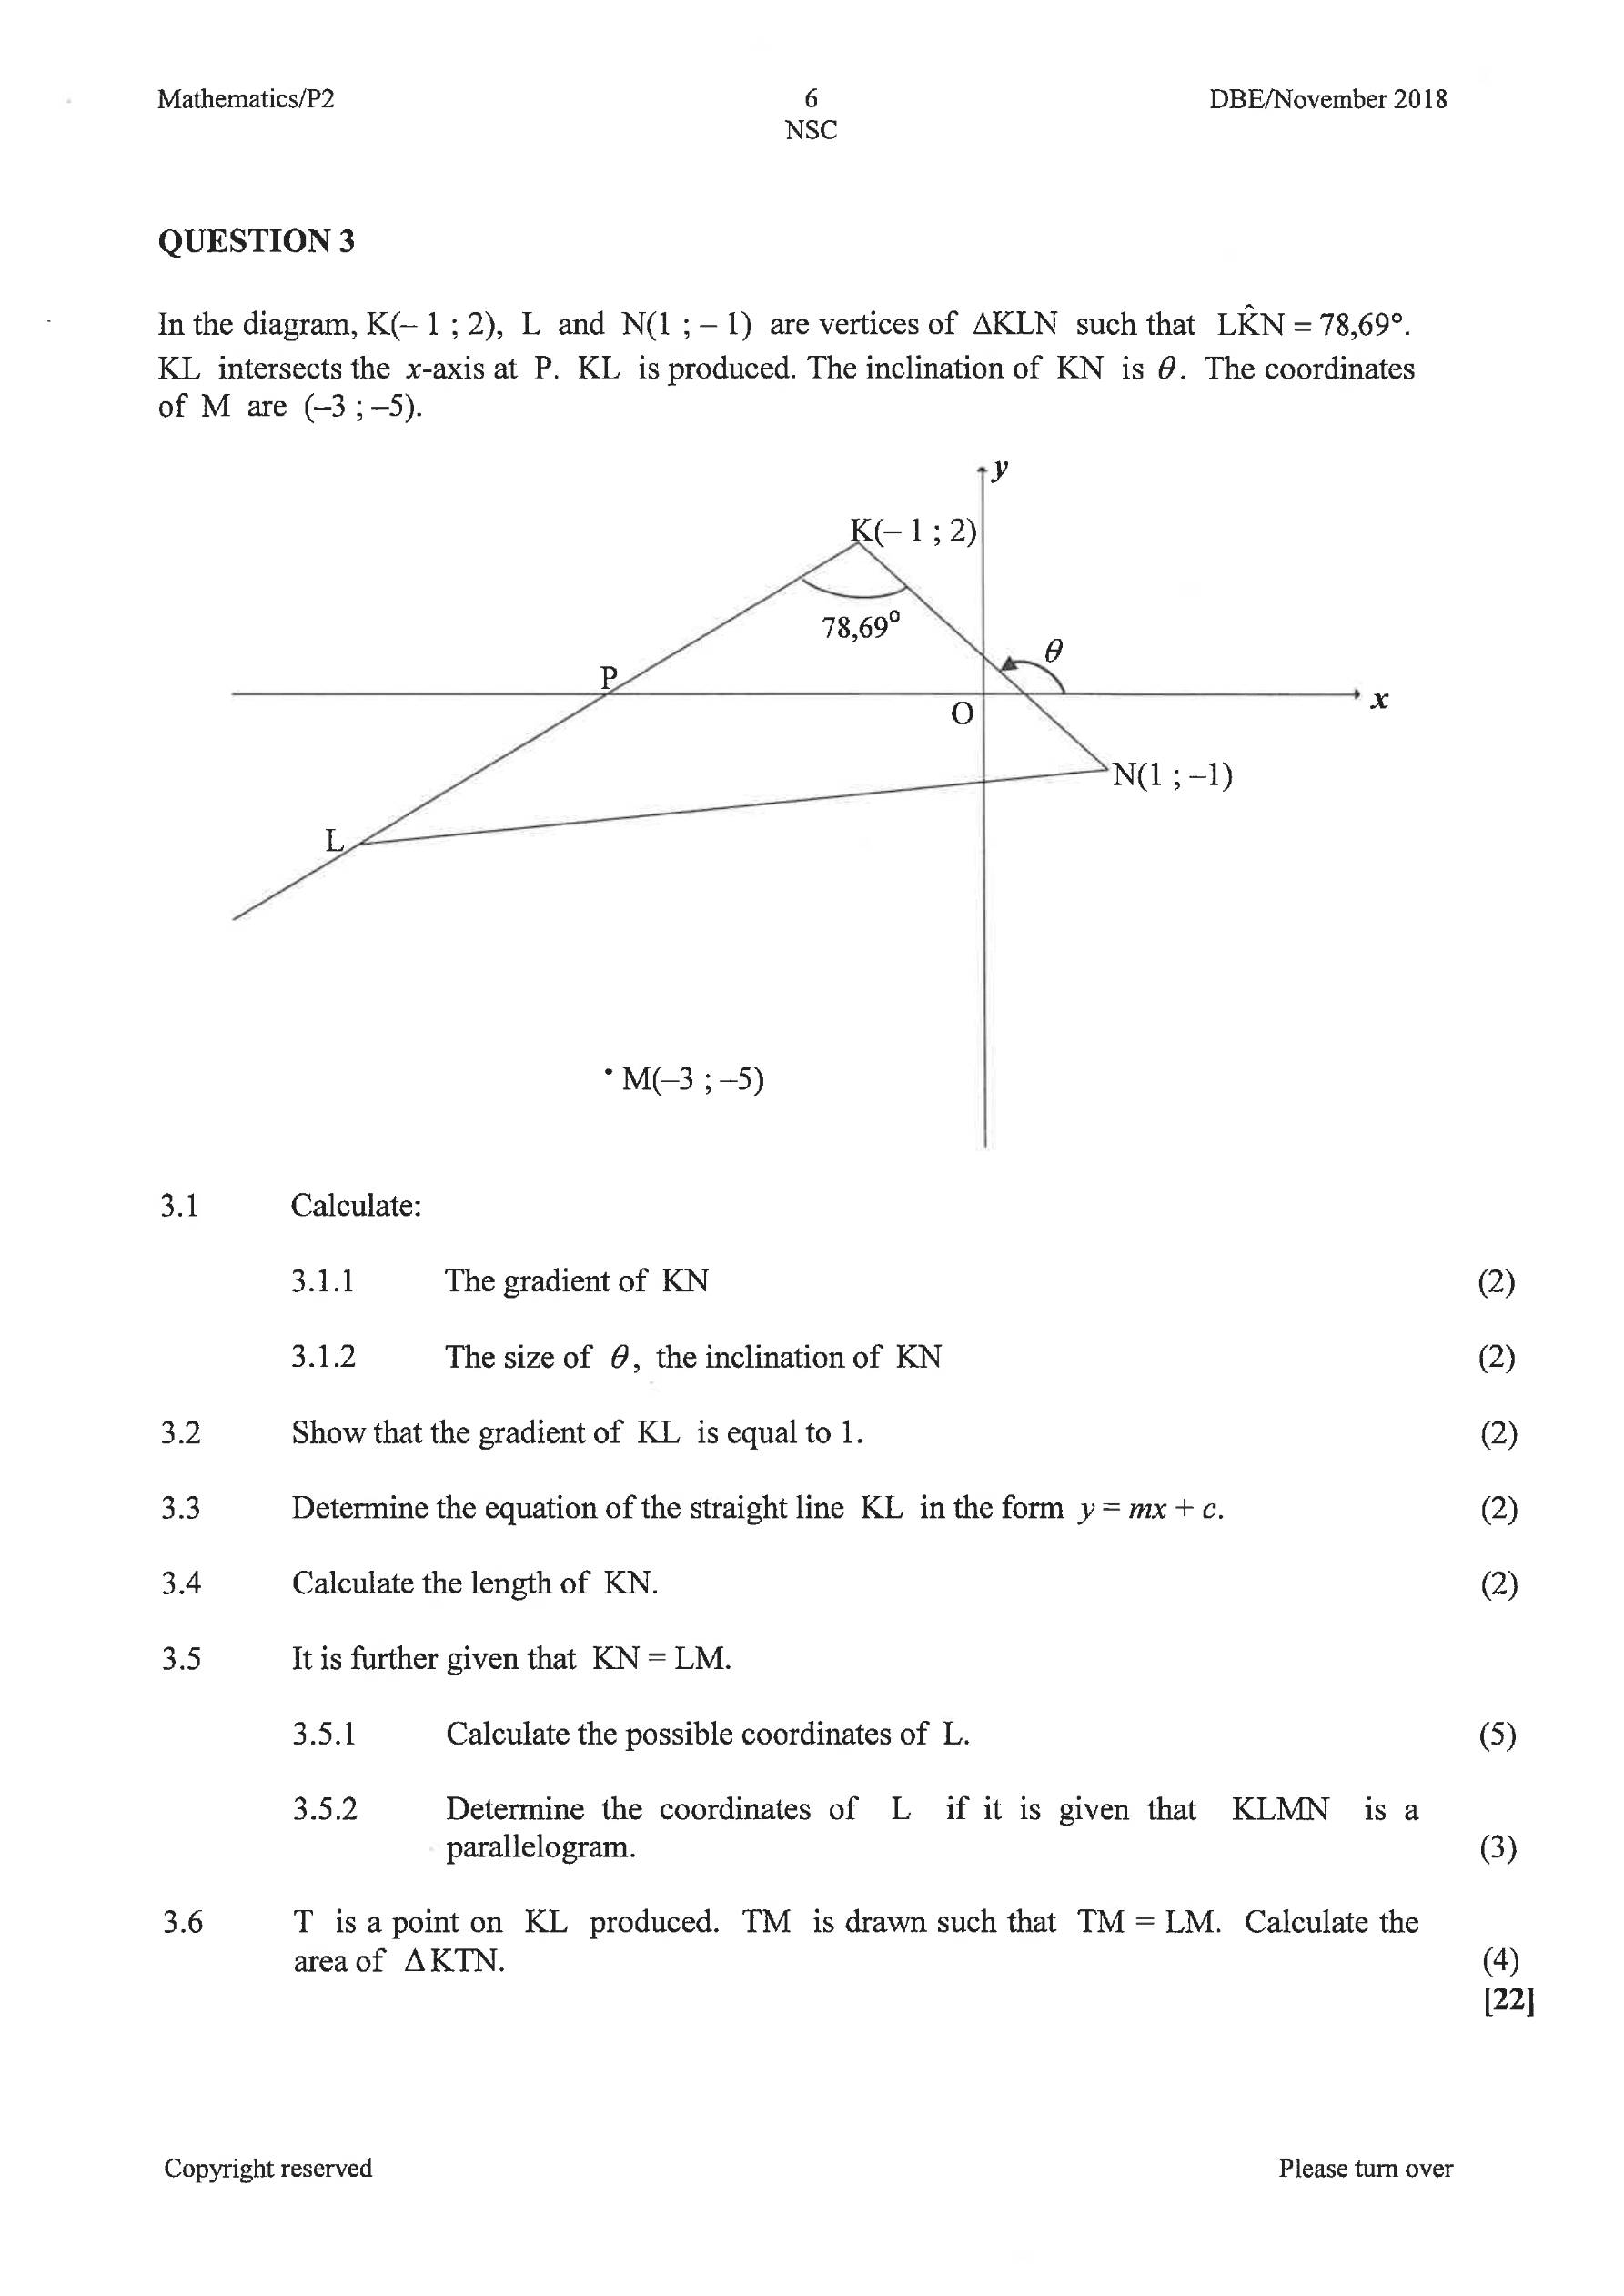 Mathematics/P2 6 DBE/November 2018
NSC
QUESTION 3
In the diagram, K(– 1 ; 2), L and N(1 ; – 1) are vertices of ΔKLN such that LK̂N = 78,69°.
KL intersects the x-axis at P. KL is produced. The inclination of KN is θ. The coordinates
of M are (–3 ; –5).
y
K(– 1 ; 2)
78,69⁰
θ
P
x
O
N(1 ; –1)
L
M(–3 ; –5)
3.1 Calculate:
3.1.1 The gradient of KN (2)
3.1.2 The size of θ, the inclination of KN (2)
3.2 Show that the gradient of KL is equal to 1. (2)
3.3 Determine the equation of the straight line KL in the form y = mx + c. (2)
3.4 Calculate the length of KN. (2)
3.5 It is further given that KN = LM.
3.5.1 Calculate the possible coordinates of L. (5)
3.5.2 Determine the coordinates of L if it is given that KLMN is a
parallelogram. (3)
3.6 T is a point on KL produced. TM is drawn such that TM = LM. Calculate the
area of Δ KTN. (4)
[22]
Copyright reserved Please turn over